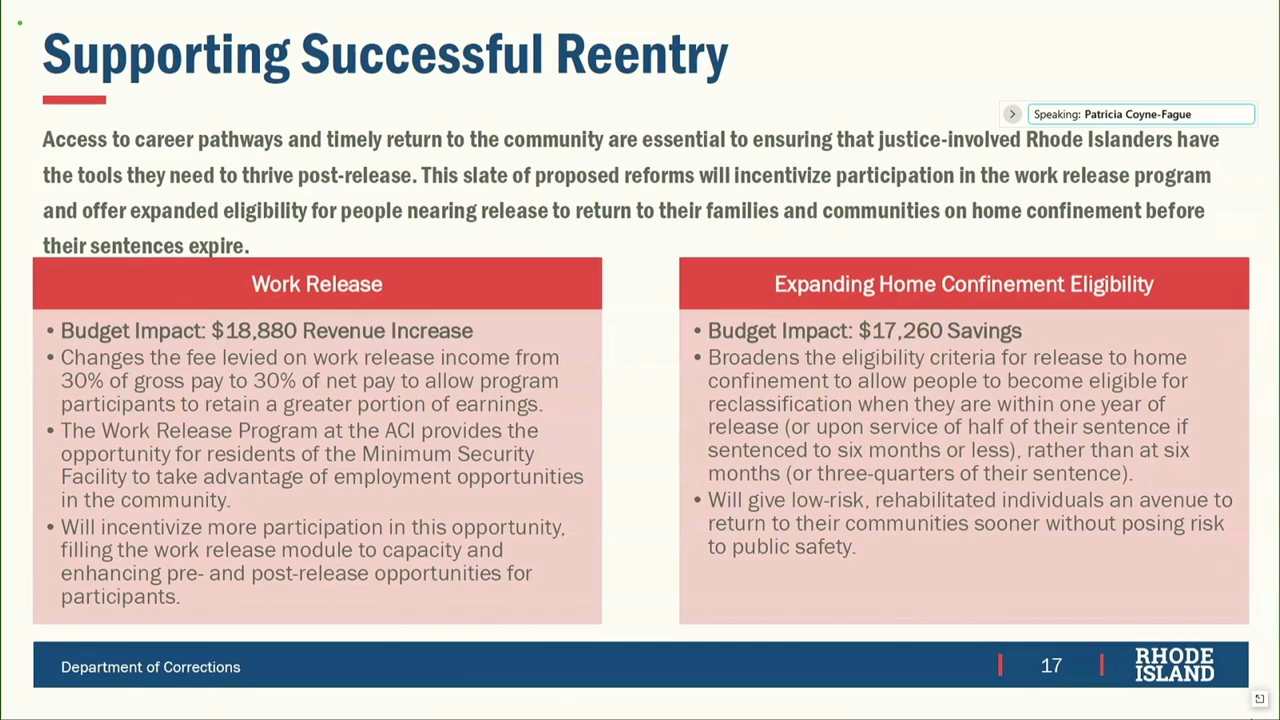 Supporting Successful Reentry
Speaking: Patricia Coyne-Fague
Access to career pathways and timely return to the community are essential to ensuring that justice-involved Rhode Islanders have
the tools they need to thrive post-release. This slate of proposed reforms will incentivize participation in the work release program
and offer expanded eligibility for people nearing release to return to their families and communities on home confinement before
their sentences expire.
Work Release
• Budget Impact: $18,880 Revenue Increase
• Changes the fee levied on work release income from
30% of gross pay to 30% of net pay to allow program
participants to retain a greater portion of earnings.
• The Work Release Program at the ACI provides the
opportunity for residents of the Minimum Security
Facility to take advantage of employment opportunities
in the community.
• Will incentivize more participation in this opportunity,
filling the work release module to capacity and
enhancing pre- and post-release opportunities for
participants.
Expanding Home Confinement Eligibility
• Budget Impact: $17,260 Savings
• Broadens the eligibility criteria for release to home
confinement to allow people to become eligible for
reclassification when they are within one year of
release (or upon service of half of their sentence if
sentenced to six months or less), rather than at six
months (or three-quarters of their sentence).
• Will give low-risk, rehabilitated individuals an avenue to
return to their communities sooner without posing risk
to public safety.
Department of Corrections
17
RHODE
ISLAND